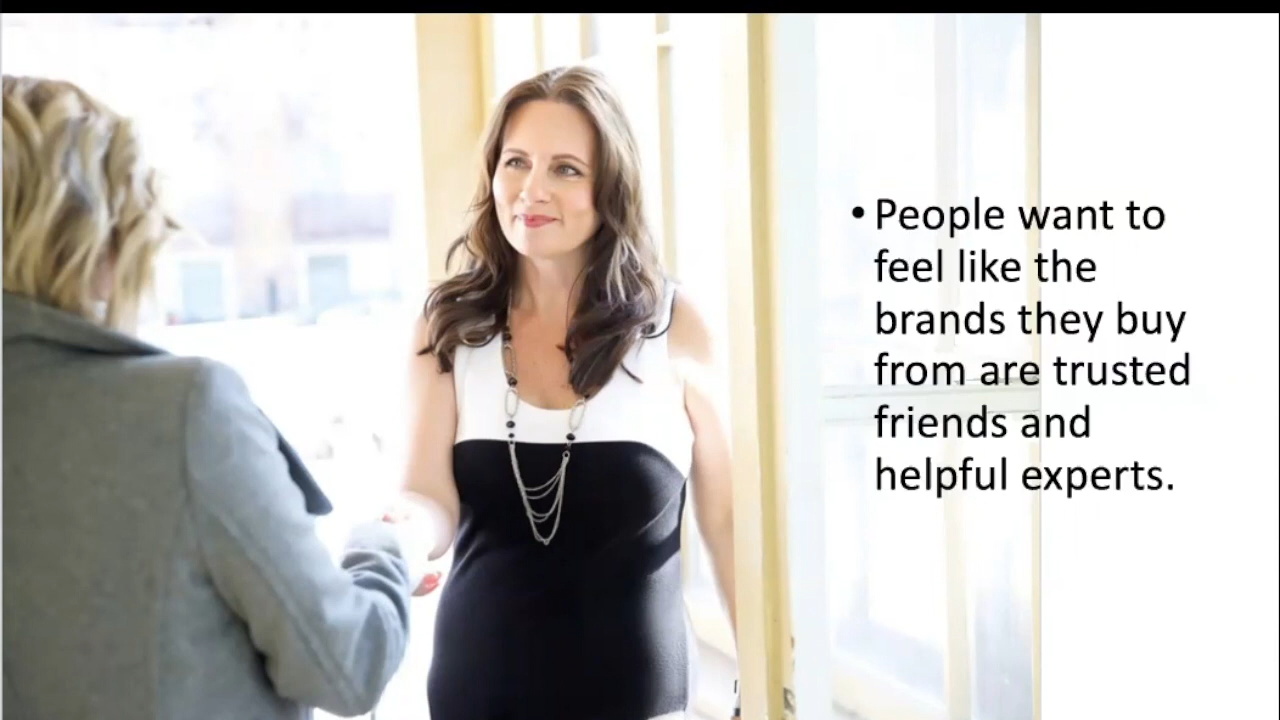 • People want to
feel like the
brands they buy
from are trusted
friends and
helpful experts.